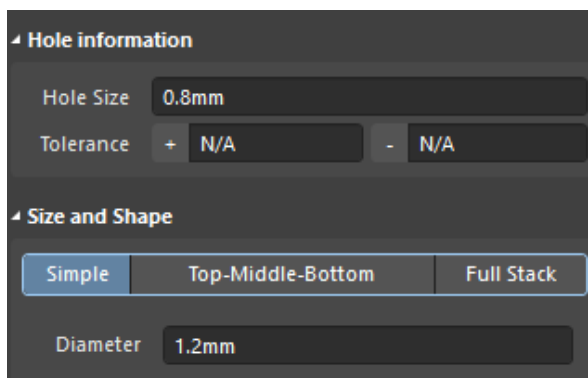 Hole information
Hole Size 0.8mm
Tolerance + N/A - N/A
Size and Shape
Simple Top-Middle-Bottom Full Stack
Diameter 1.2mm